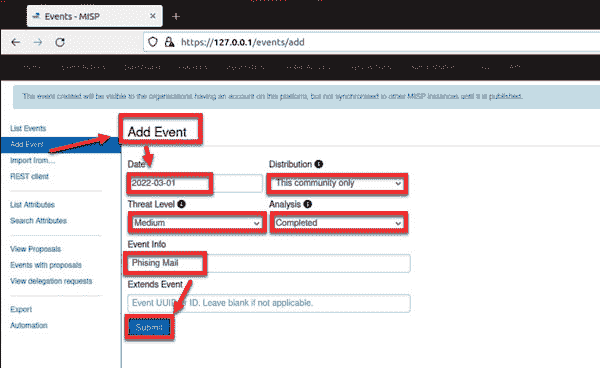 Events - MISP
https://127.0.0.1/events/add
The event created will be visible to the organisations having an account on this platform, but not synchronised to other MISP instances until it is published.
List Events
Add Event
Import from...
REST client
List Attributes
Search Attributes
View Proposals
Events with proposals
View delegation requests
Export
Automation
Add Event
Date
Distribution
2022-03-01
This community only
Threat Level
Analysis
Medium
Completed
Event Info
Phising Mail
Extends Event
Event UUID or ID. Leave blank if not applicable.
Submit